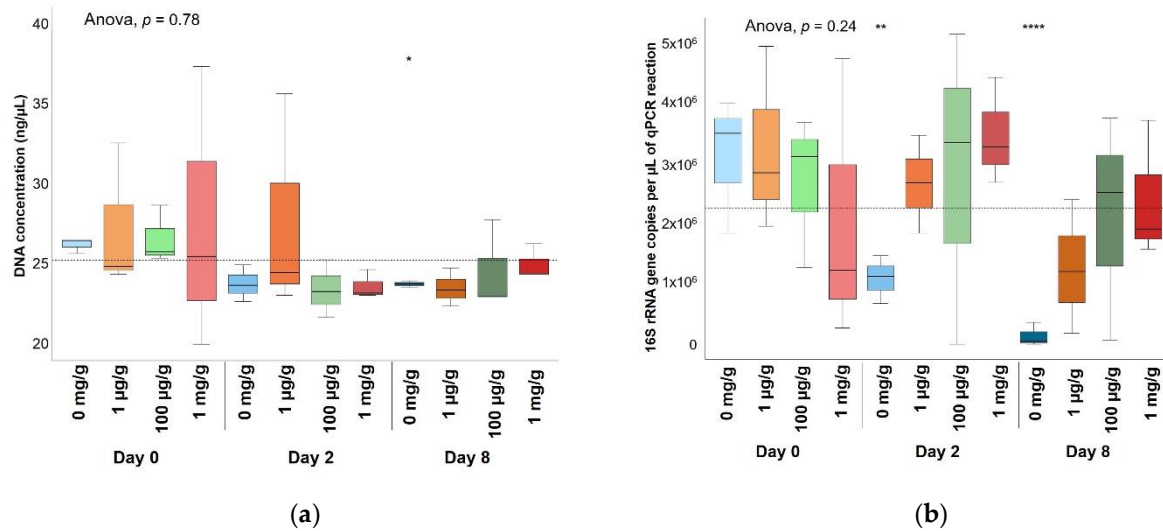 Anova, p = 0.78
*
DNA concentration (ng/µL)
40
35
30
25
20
0 mg/g
1 µg/g
100 µg/g
1 mg/g
0 mg/g
1 µg/g
100 µg/g
1 mg/g
0 mg/g
1 µg/g
100 µg/g
1 mg/g
Day 0
Day 2
Day 8
(a)
Anova, p = 0.24
**
****
16S rRNA gene copies per µL of qPCR reaction
5x10⁶
4x10⁶
3x10⁶
2x10⁶
1x10⁶
0
0 mg/g
1 µg/g
100 µg/g
1 mg/g
0 mg/g
1 µg/g
100 µg/g
1 mg/g
0 mg/g
1 µg/g
100 µg/g
1 mg/g
Day 0
Day 2
Day 8
(b)